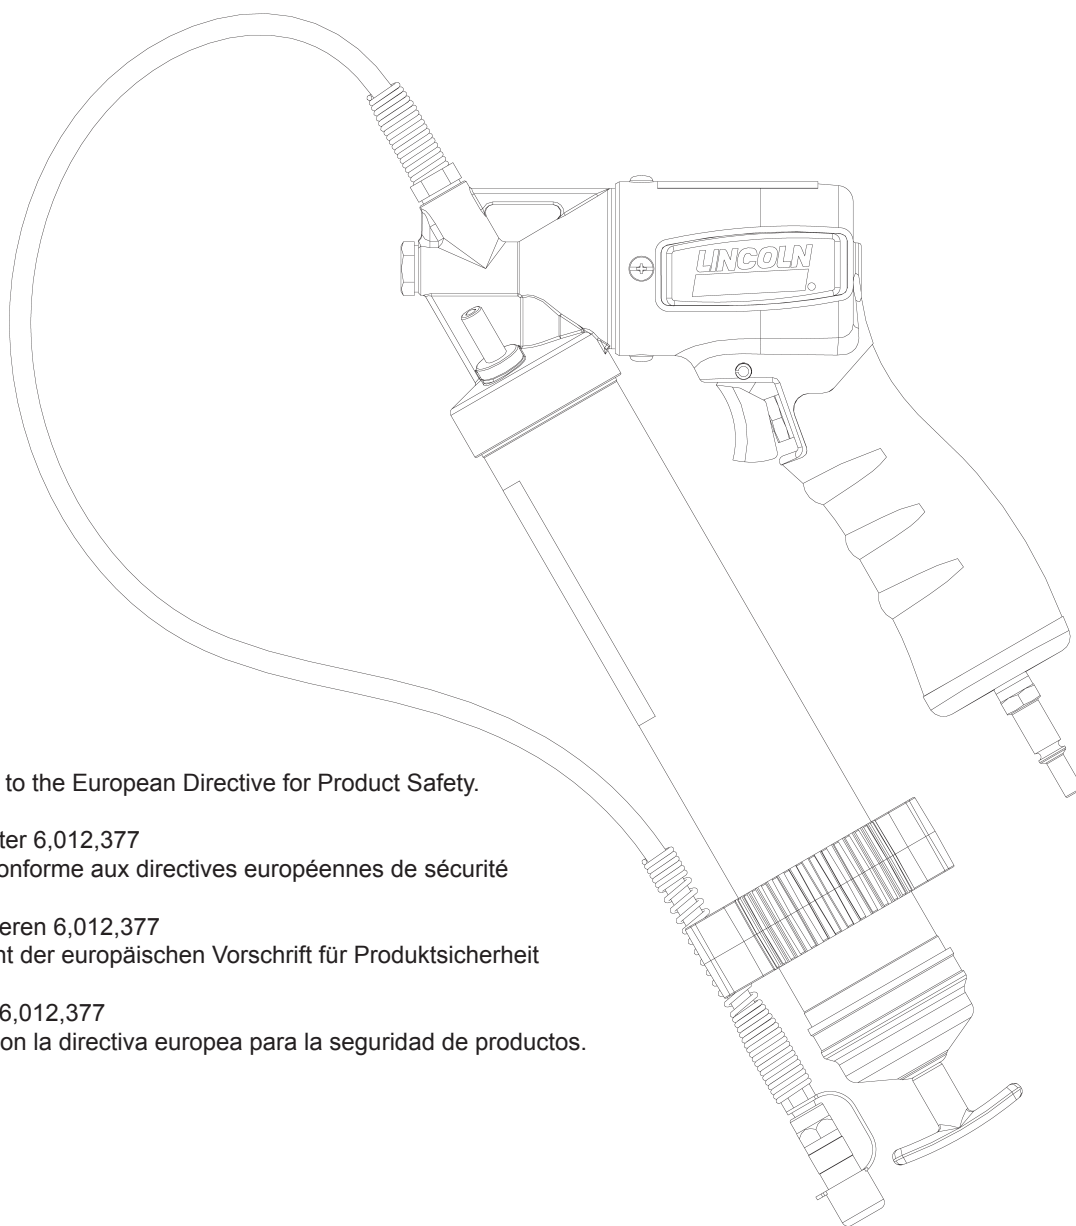 LINCOLN
to the European Directive for Product Safety.
ter 6,012,377
onforme aux directives européennes de sécurité
eren 6,012,377
nt der europäischen Vorschrift für Produktsicherheit
6,012,377
on la directiva europea para la seguridad de productos.